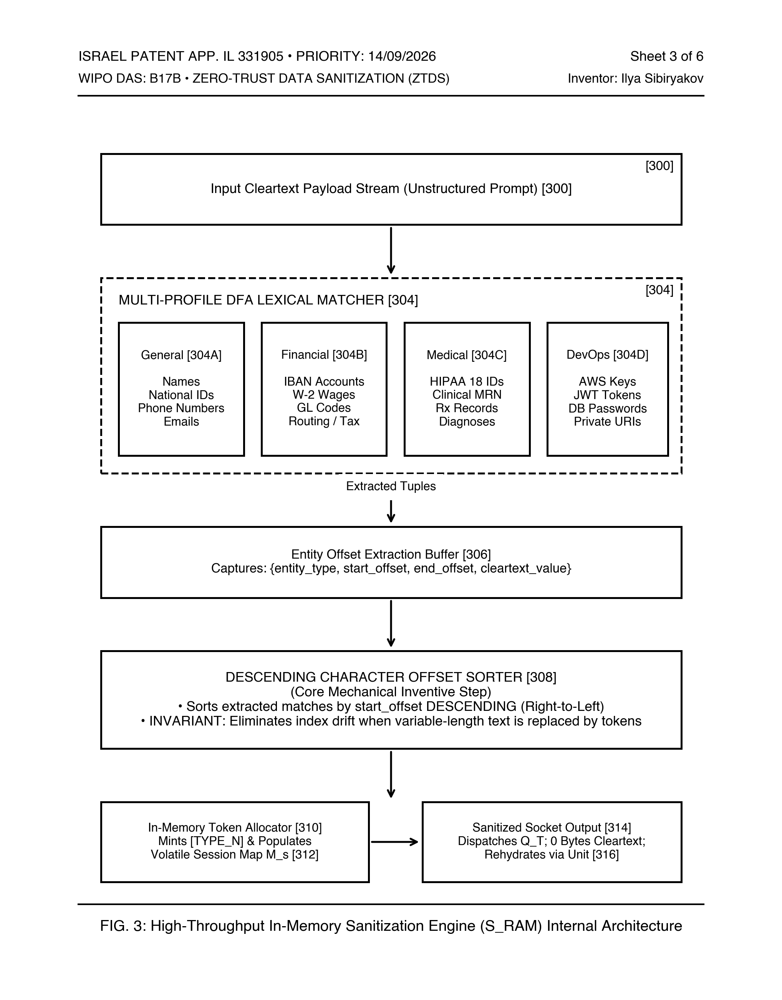 ISRAEL PATENT APP. IL 331905 • PRIORITY: 14/09/2026
Sheet 3 of 6
WIPO DAS: B17B • ZERO-TRUST DATA SANITIZATION (ZTDS)
Inventor: Ilya Sibiryakov
[300]
Input Cleartext Payload Stream (Unstructured Prompt) [300]
[304]
MULTI-PROFILE DFA LEXICAL MATCHER [304]
General [304A]
Names
National IDs
Phone Numbers
Emails
Financial [304B]
IBAN Accounts
W-2 Wages
GL Codes
Routing / Tax
Medical [304C]
HIPAA 18 IDs
Clinical MRN
Rx Records
Diagnoses
DevOps [304D]
AWS Keys
JWT Tokens
DB Passwords
Private URIs
Extracted Tuples
Entity Offset Extraction Buffer [306]
Captures: {entity_type, start_offset, end_offset, cleartext_value}
DESCENDING CHARACTER OFFSET SORTER [308]
(Core Mechanical Inventive Step)
• Sorts extracted matches by start_offset DESCENDING (Right-to-Left)
• INVARIANT: Eliminates index drift when variable-length text is replaced by tokens
In-Memory Token Allocator [310]
Mints [TYPE_N] & Populates
Volatile Session Map M_s [312]
Sanitized Socket Output [314]
Dispatches Q_T; 0 Bytes Cleartext;
Rehydrates via Unit [316]
FIG. 3: High-Throughput In-Memory Sanitization Engine (S_RAM) Internal Architecture